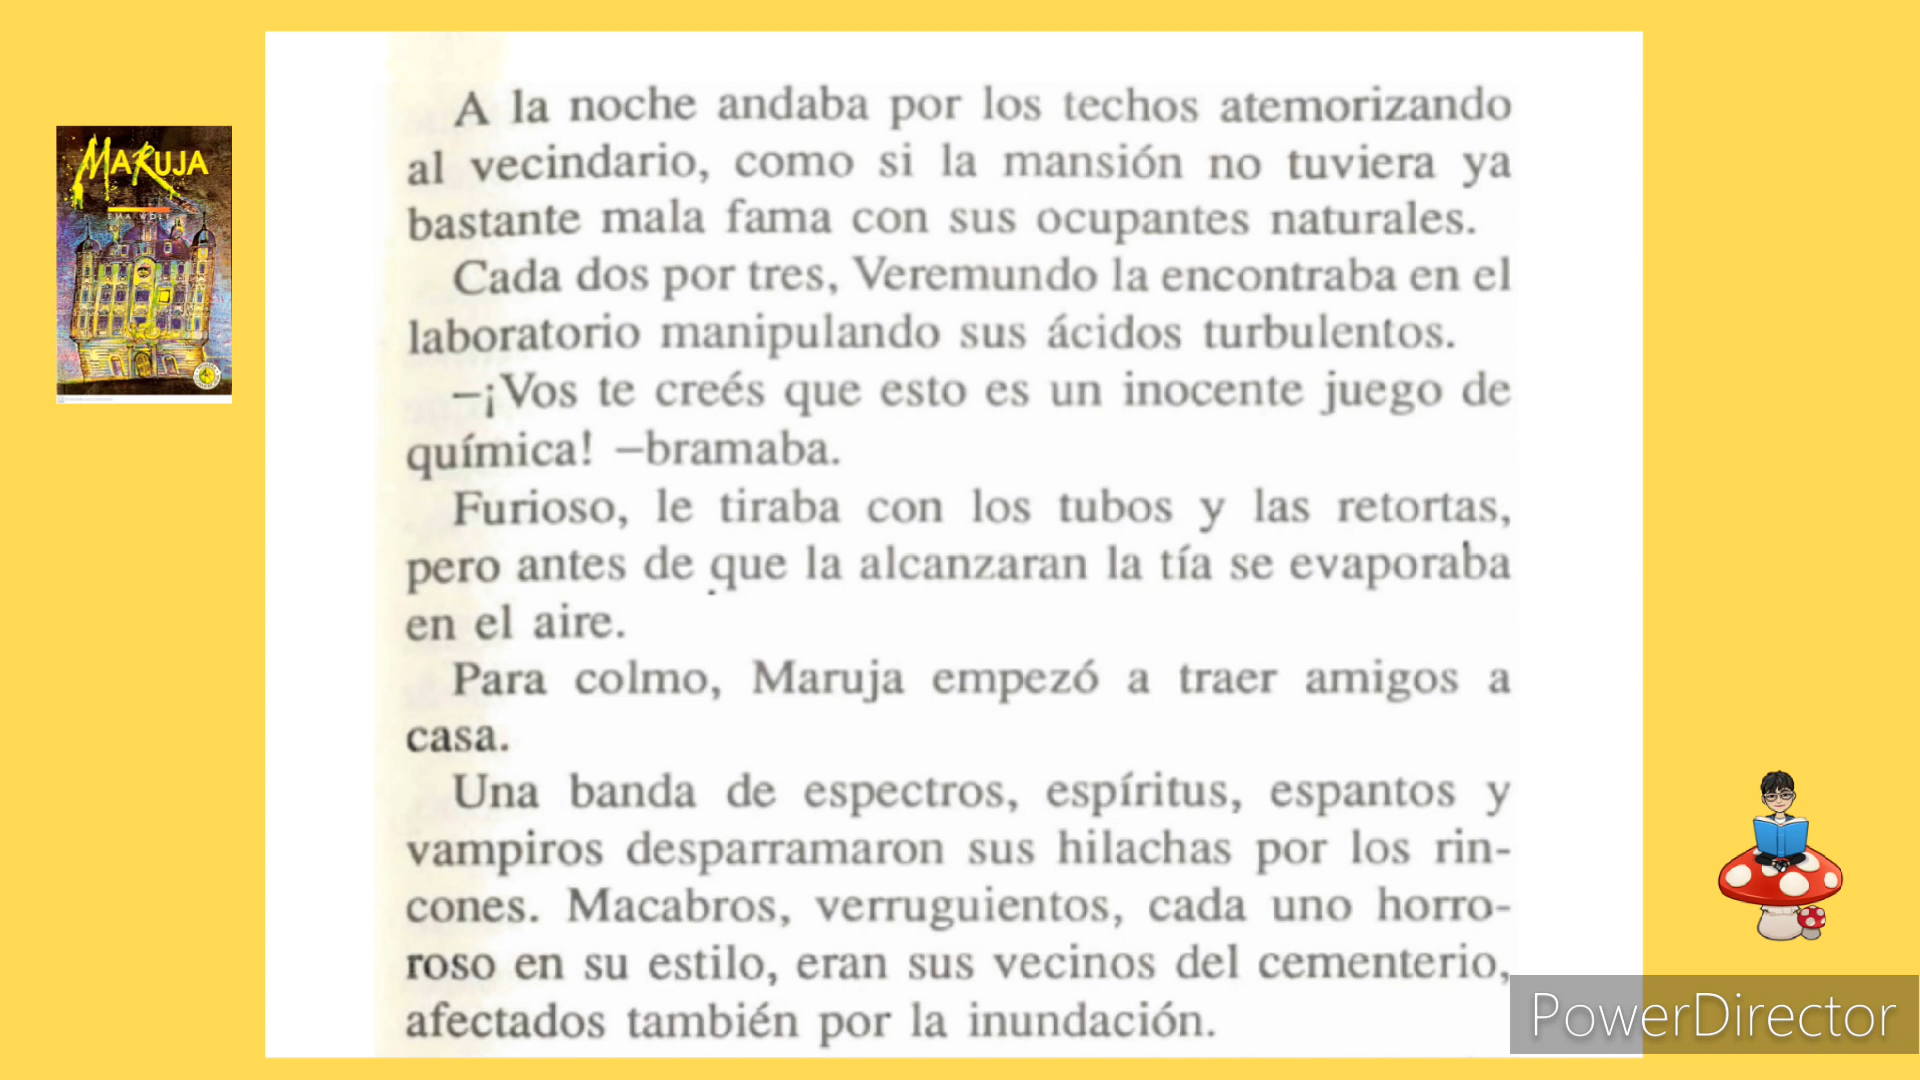 MARUJA
EMA WOLF
A la noche andaba por los techos atemorizando
al vecindario, como si la mansión no tuviera ya
bastante mala fama con sus ocupantes naturales.
Cada dos por tres, Veremundo la encontraba en el
laboratorio manipulando sus ácidos turbulentos.
–¡Vos te creés que esto es un inocente juego de
química! –bramaba.
Furioso, le tiraba con los tubos y las retortas,
pero antes de que la alcanzaran la tía se evaporaba
en el aire.
Para colmo, Maruja empezó a traer amigos a
casa.
Una banda de espectros, espíritus, espantos y
vampiros desparramaron sus hilachas por los rin-
cones. Macabros, verruguientos, cada uno horro-
roso en su estilo, eran sus vecinos del cementerio,
afectados también por la inundación.
PowerDirector